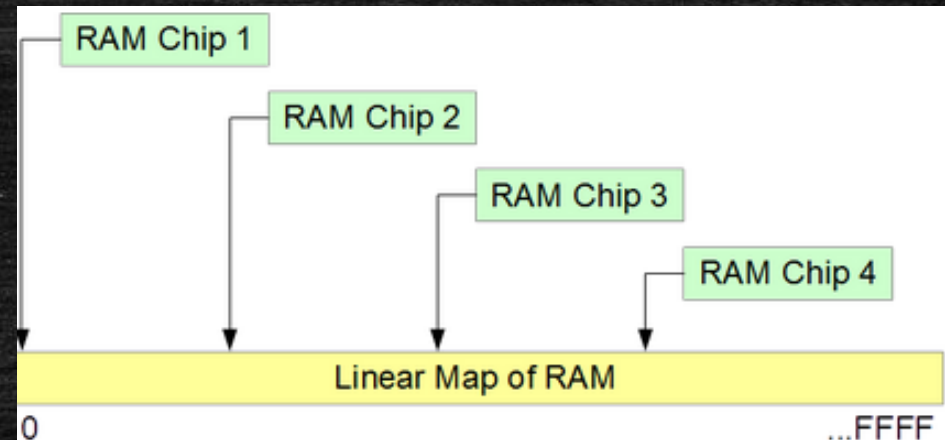 RAM Chip 1
RAM Chip 2
RAM Chip 3
RAM Chip 4
Linear Map of RAM
0 ...FFFF